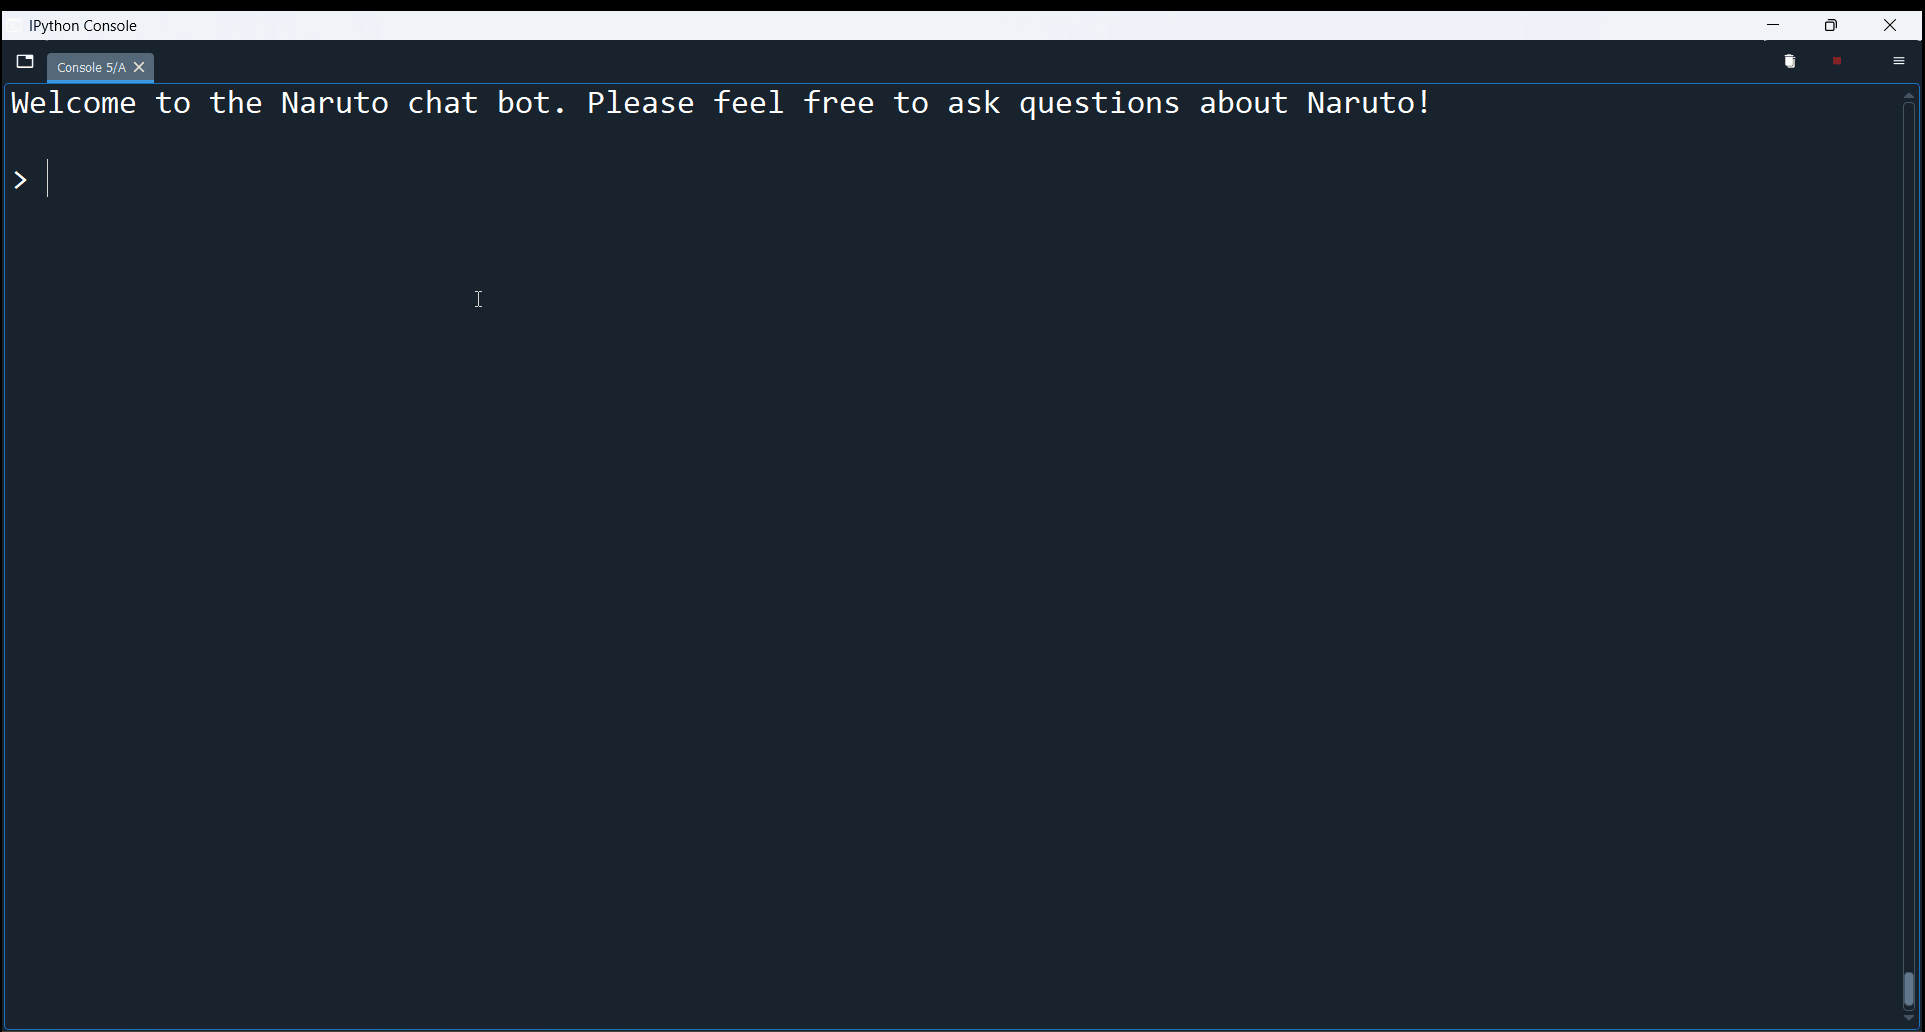 IPython Console
Console 5/A
Welcome to the Naruto chat bot. Please feel free to ask questions about Naruto!
>